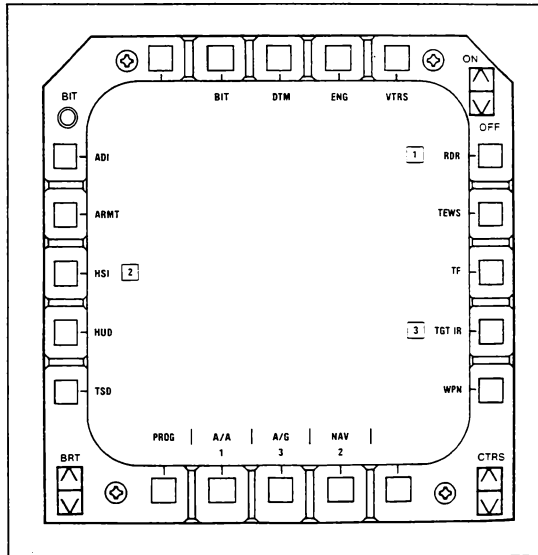 ON
BIT
BIT DTM ENG VTRS
OFF
ADI 1 RDR
ARMT TEWS
HSI 2 TF
HUD 3 TGT IR
TSD WPN
PROG | A/A | A/G | NAV |
1 3 2
BRT CTRS